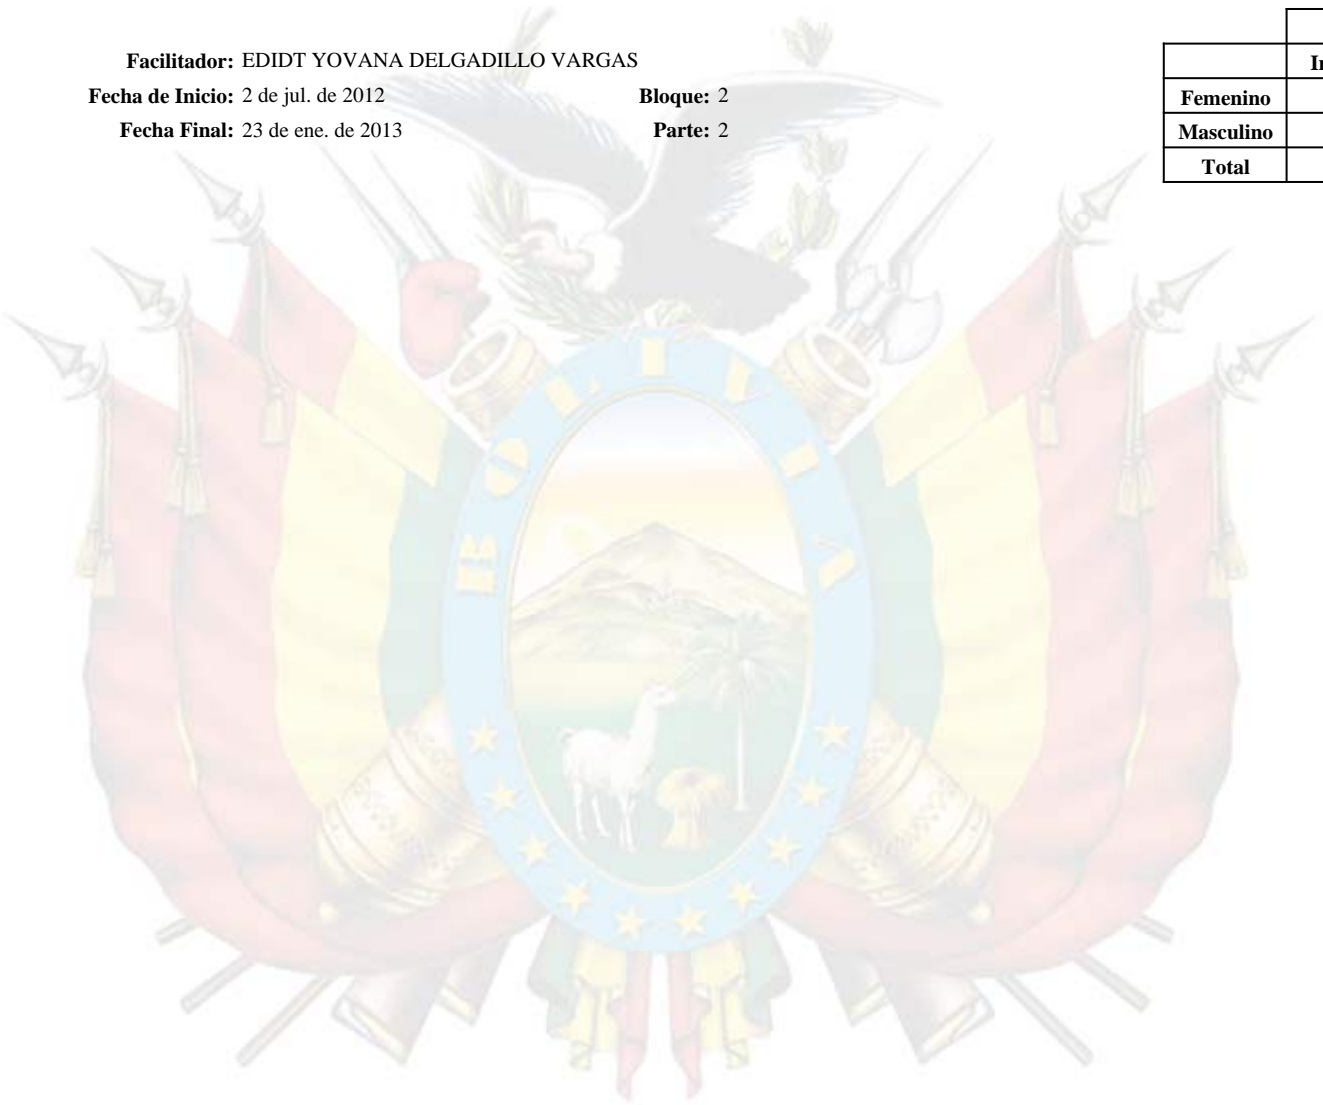 Facilitador: EDIDT YOVANA DELGADILLO VARGAS
Fecha de Inicio: 2 de jul. de 2012 Bloque: 2
Fecha Final: 23 de ene. de 2013 Parte: 2
Femenino
Masculino
Total
BOLIVIA